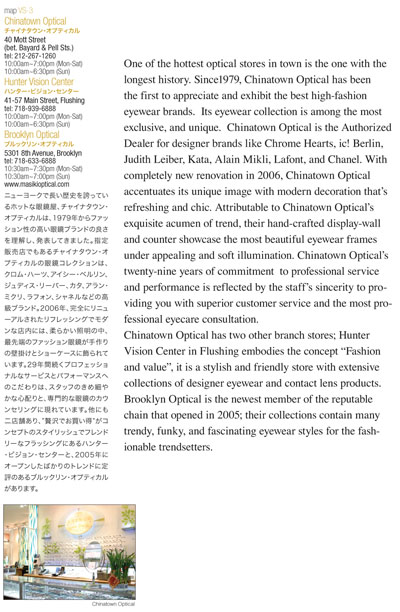 map VS-3
Chinatown Optical
チャイナタウン・オプティカル
40 Mott Street
(bet. Bayard & Pell Sts.)
tel: 212-267-1260
10:00am~7:00pm (Mon-Sat)
10:00am~6:30pm (Sun)
Hunter Vision Center
ハンター・ビジョン・センター
41-57 Main Street, Flushing
tel: 718-939-6888
10:00am~7:00pm (Mon-Sat)
10:00am~6:30pm (Sun)
Brooklyn Optical
ブルックリン・オプティカル
5301 8th Avenue, Brooklyn
tel: 718-633-6888
10:30am~7:30pm (Mon-Sat)
10:30am~7:00pm (Sun)
www.masikioptical.com
ニューヨークで長い歴史を誇ってい
るホットな眼鏡屋、チャイナタウン・オ
プティカルは、1979年からファッ
ション性の高い眼鏡ブランドの良さ
を理解し、発表してきました。指定
販売店でもあるチャイナタウン・オ
プティカルの眼鏡コレクションは、
クロム・ハーツ、アイシー・ベルリン、
ジュディス・リーバー、カタ、アラン・
ミクリ、ラフォン、シャネルなどの高
級ブランド。2006年、完全にリニュ
ーアルされたリフレッシングでモダ
ンな店内には、柔らかい照明の中、
最先端のファッション眼鏡が手作り
の壁掛けとショーケースに飾られて
います。29年間続くプロフェッショ
ナルなサービスとパフォーマンスへ
のこだわりは、スタッフのきめ細や
かな心配りと、専門的な眼鏡のカウ
ンセリングに現れています。他にも
二店舗あり、"贅沢でお買い得"がコ
ンセプトのスタイリッシュでフレンド
リーなフラッシングにあるハンター
・ビジョン・センターと、2005年に
オープンしたばかりのトレンドに定
評のあるブルックリン・オプティカル
があります。
One of the hottest optical stores in town is the one with the
longest history. Since1979, Chinatown Optical has been
the first to appreciate and exhibit the best high-fashion
eyewear brands. Its eyewear collection is among the most
exclusive, and unique. Chinatown Optical is the Authorized
Dealer for designer brands like Chrome Hearts, ic! Berlin,
Judith Leiber, Kata, Alain Mikli, Lafont, and Chanel. With
completely new renovation in 2006, Chinatown Optical
accentuates its unique image with modern decoration that's
refreshing and chic. Attributable to Chinatown Optical's
exquisite acumen of trend, their hand-crafted display-wall
and counter showcase the most beautiful eyewear frames
under appealing and soft illumination. Chinatown Optical's
twenty-nine years of commitment to professional service
and performance is reflected by the staff's sincerity to pro-
viding you with superior customer service and the most pro-
fessional eyecare consultation.
Chinatown Optical has two other branch stores; Hunter
Vision Center in Flushing embodies the concept "Fashion
and value", it is a stylish and friendly store with extensive
collections of designer eyewear and contact lens products.
Brooklyn Optical is the newest member of the reputable
chain that opened in 2005; their collections contain many
trendy, funky, and fascinating eyewear styles for the fash-
ionable trendsetters.
Chinatown Optical